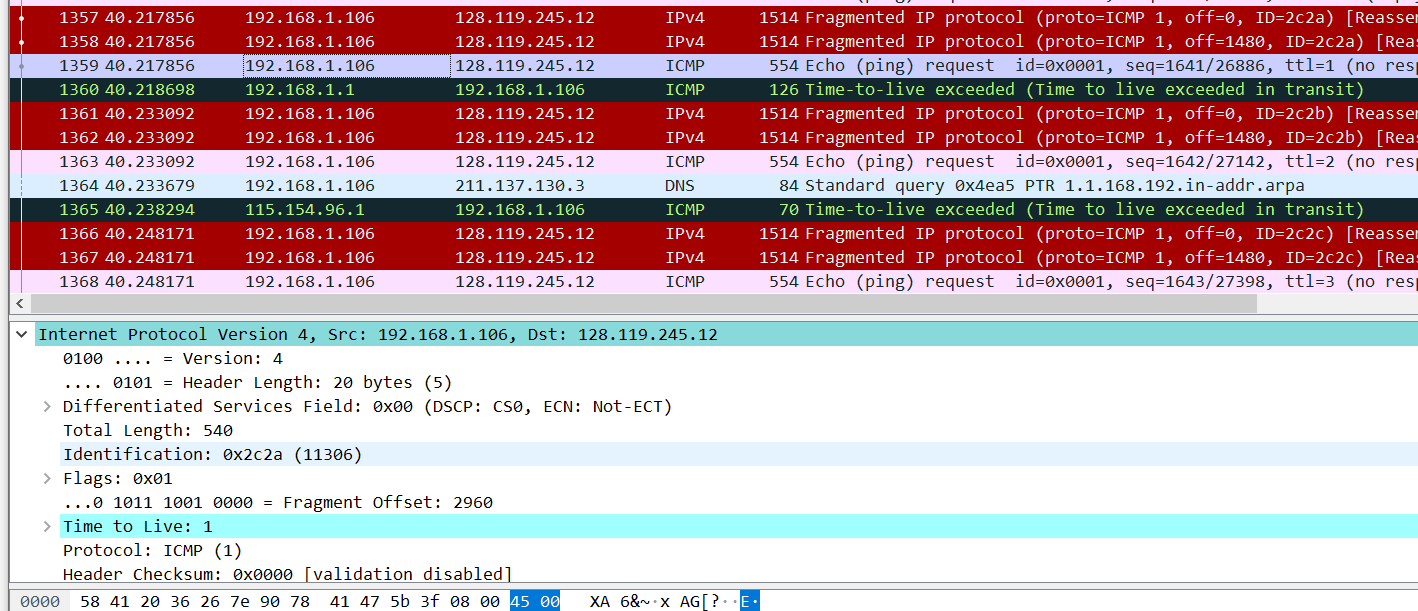 1357 40.217856 192.168.1.106 128.119.245.12 IPv4 1514 Fragmented IP protocol (proto=ICMP 1, off=0, ID=2c2a) [Reassem
1358 40.217856 192.168.1.106 128.119.245.12 IPv4 1514 Fragmented IP protocol (proto=ICMP 1, off=1480, ID=2c2a) [Reas
1359 40.217856 192.168.1.106 128.119.245.12 ICMP 554 Echo (ping) request id=0x0001, seq=1641/26886, ttl=1 (no resp
1360 40.218698 192.168.1.1 192.168.1.106 ICMP 126 Time-to-live exceeded (Time to live exceeded in transit)
1361 40.233092 192.168.1.106 128.119.245.12 IPv4 1514 Fragmented IP protocol (proto=ICMP 1, off=0, ID=2c2b) [Reassem
1362 40.233092 192.168.1.106 128.119.245.12 IPv4 1514 Fragmented IP protocol (proto=ICMP 1, off=1480, ID=2c2b) [Reas
1363 40.233092 192.168.1.106 128.119.245.12 ICMP 554 Echo (ping) request id=0x0001, seq=1642/27142, ttl=2 (no resp
1364 40.233679 192.168.1.106 211.137.130.3 DNS 84 Standard query 0x4ea5 PTR 1.1.168.192.in-addr.arpa
1365 40.238294 115.154.96.1 192.168.1.106 ICMP 70 Time-to-live exceeded (Time to live exceeded in transit)
1366 40.248171 192.168.1.106 128.119.245.12 IPv4 1514 Fragmented IP protocol (proto=ICMP 1, off=0, ID=2c2c) [Reassem
1367 40.248171 192.168.1.106 128.119.245.12 IPv4 1514 Fragmented IP protocol (proto=ICMP 1, off=1480, ID=2c2c) [Reas
1368 40.248171 192.168.1.106 128.119.245.12 ICMP 554 Echo (ping) request id=0x0001, seq=1643/27398, ttl=3 (no resp
Internet Protocol Version 4, Src: 192.168.1.106, Dst: 128.119.245.12
0100 .... = Version: 4
.... 0101 = Header Length: 20 bytes (5)
Differentiated Services Field: 0x00 (DSCP: CS0, ECN: Not-ECT)
Total Length: 540
Identification: 0x2c2a (11306)
Flags: 0x01
...0 1011 1001 0000 = Fragment Offset: 2960
Time to Live: 1
Protocol: ICMP (1)
Header Checksum: 0x0000 [validation disabled]
0000 58 41 20 36 26 7e 90 78 41 47 5b 3f 08 00 45 00 XA 6&~·x AG[?··E·